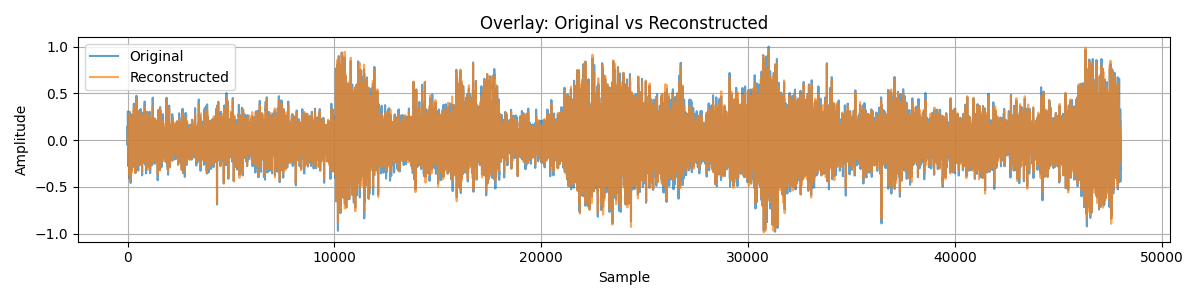 Overlay: Original vs Reconstructed
Original
Reconstructed
1.0
0.5
0.0
−0.5
−1.0
Amplitude
0 10000 20000 30000 40000 50000
Sample